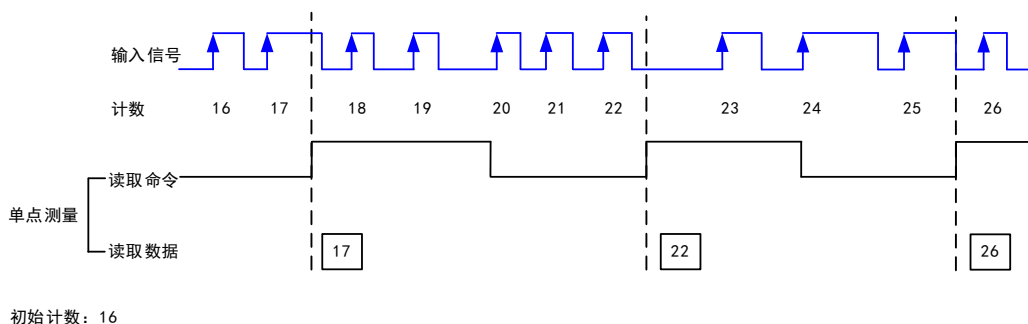 输入信号
计数 16 17 18 19 20 21 22 23 24 25 26
读取命令
单点测量
读取数据 17 22 26
初始计数：16